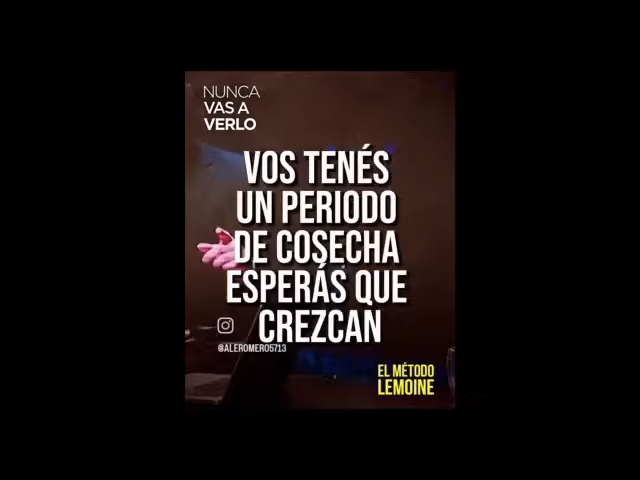 NUNCA
VAS A
VERLO
VOS TENÉS
UN PERIODO
DE COSECHA
ESPERÁS QUE
CREZCAN
@ALEROMERO5713
EL MÉTODO
LEMOINE